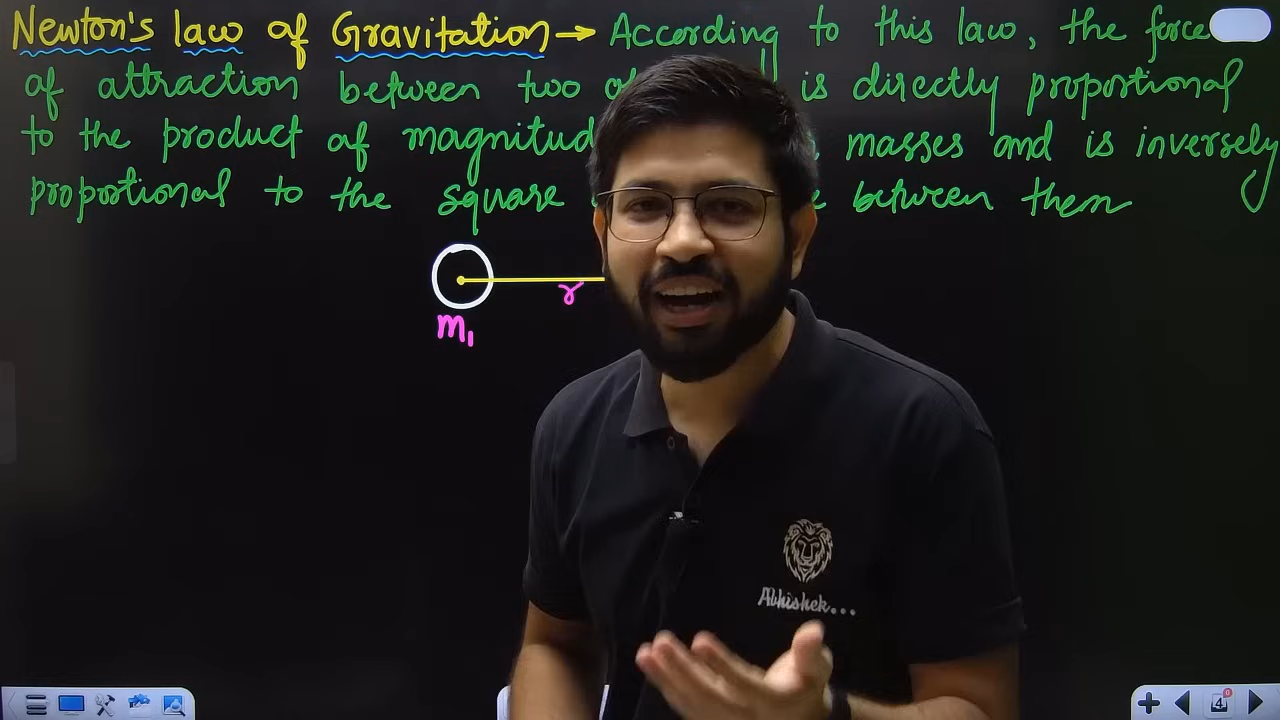 Newton's law of Gravitation → According to this law, the force
of attraction between two is directly proportional
to the product of masses and is inversely
proportional to the square between them
r
m₁
Abhishek...
4